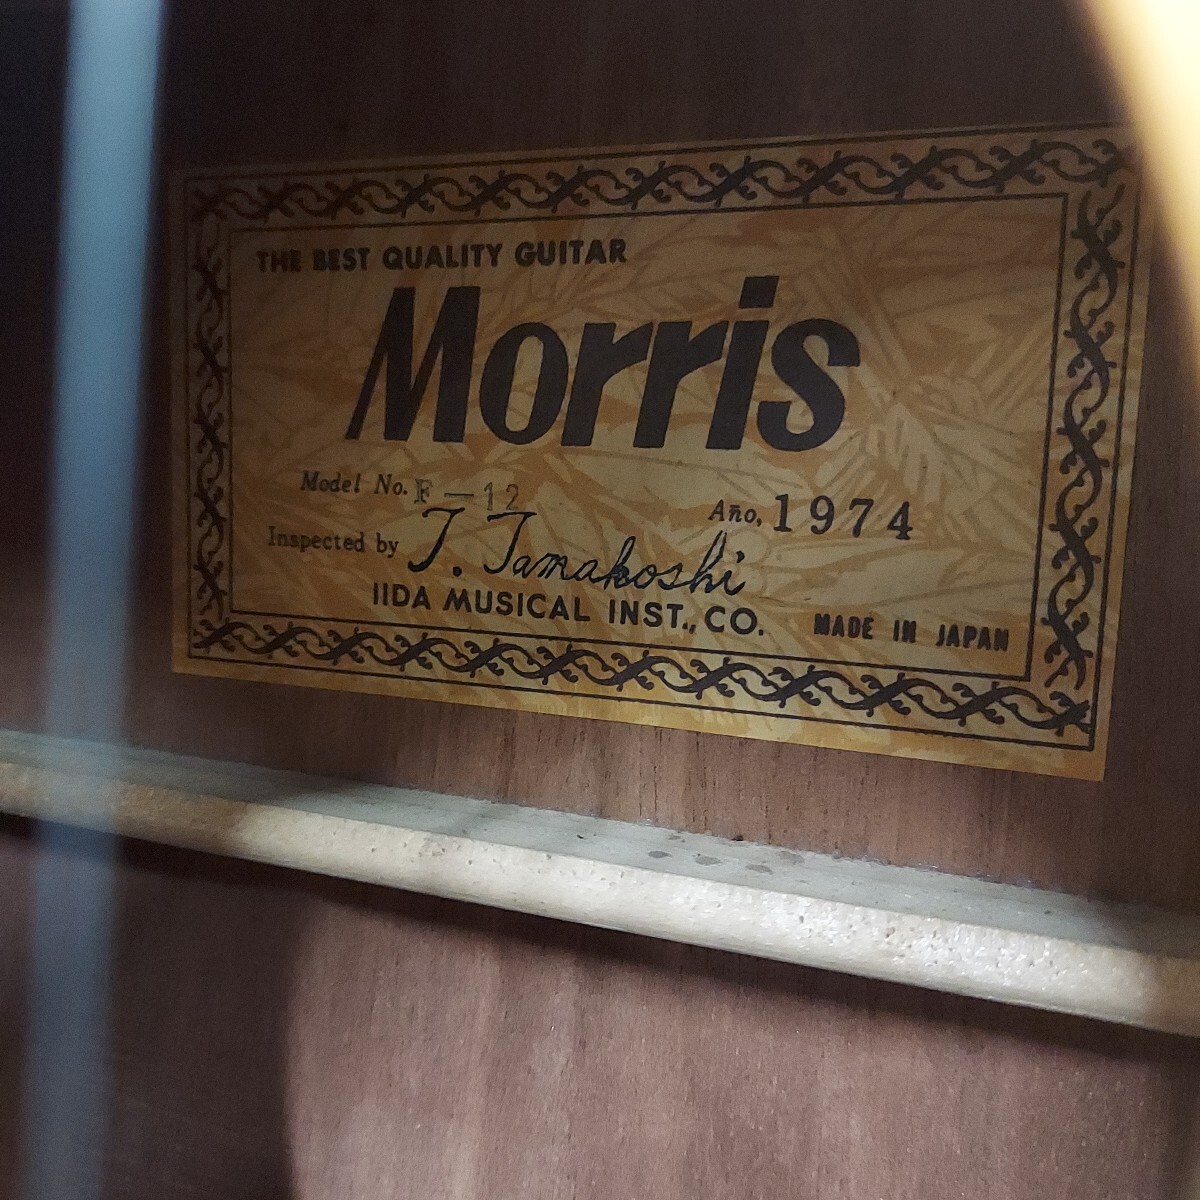 THE BEST QUALITY GUITAR
Morris
Model No. F-12
Año, 1974
Inspected by T. Tamakoshi
IIDA MUSICAL INST., CO.
MADE IN JAPAN